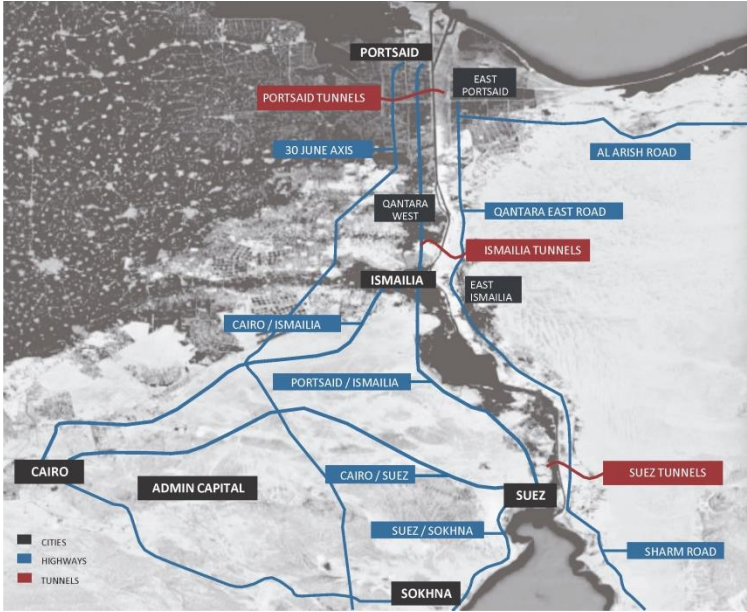 PORTSAID
EAST
PORTSAID
PORTSAID TUNNELS
30 JUNE AXIS
AL ARISH ROAD
QANTARA
WEST
QANTARA EAST ROAD
ISMAILIA TUNNELS
ISMAILIA
EAST
ISMAILIA
CAIRO / ISMAILIA
PORTSAID / ISMAILIA
CAIRO
ADMIN CAPITAL
CAIRO / SUEZ
SUEZ TUNNELS
SUEZ
SUEZ / SOKHNA
SHARM ROAD
CITIES
HIGHWAYS
TUNNELS
SOKHNA